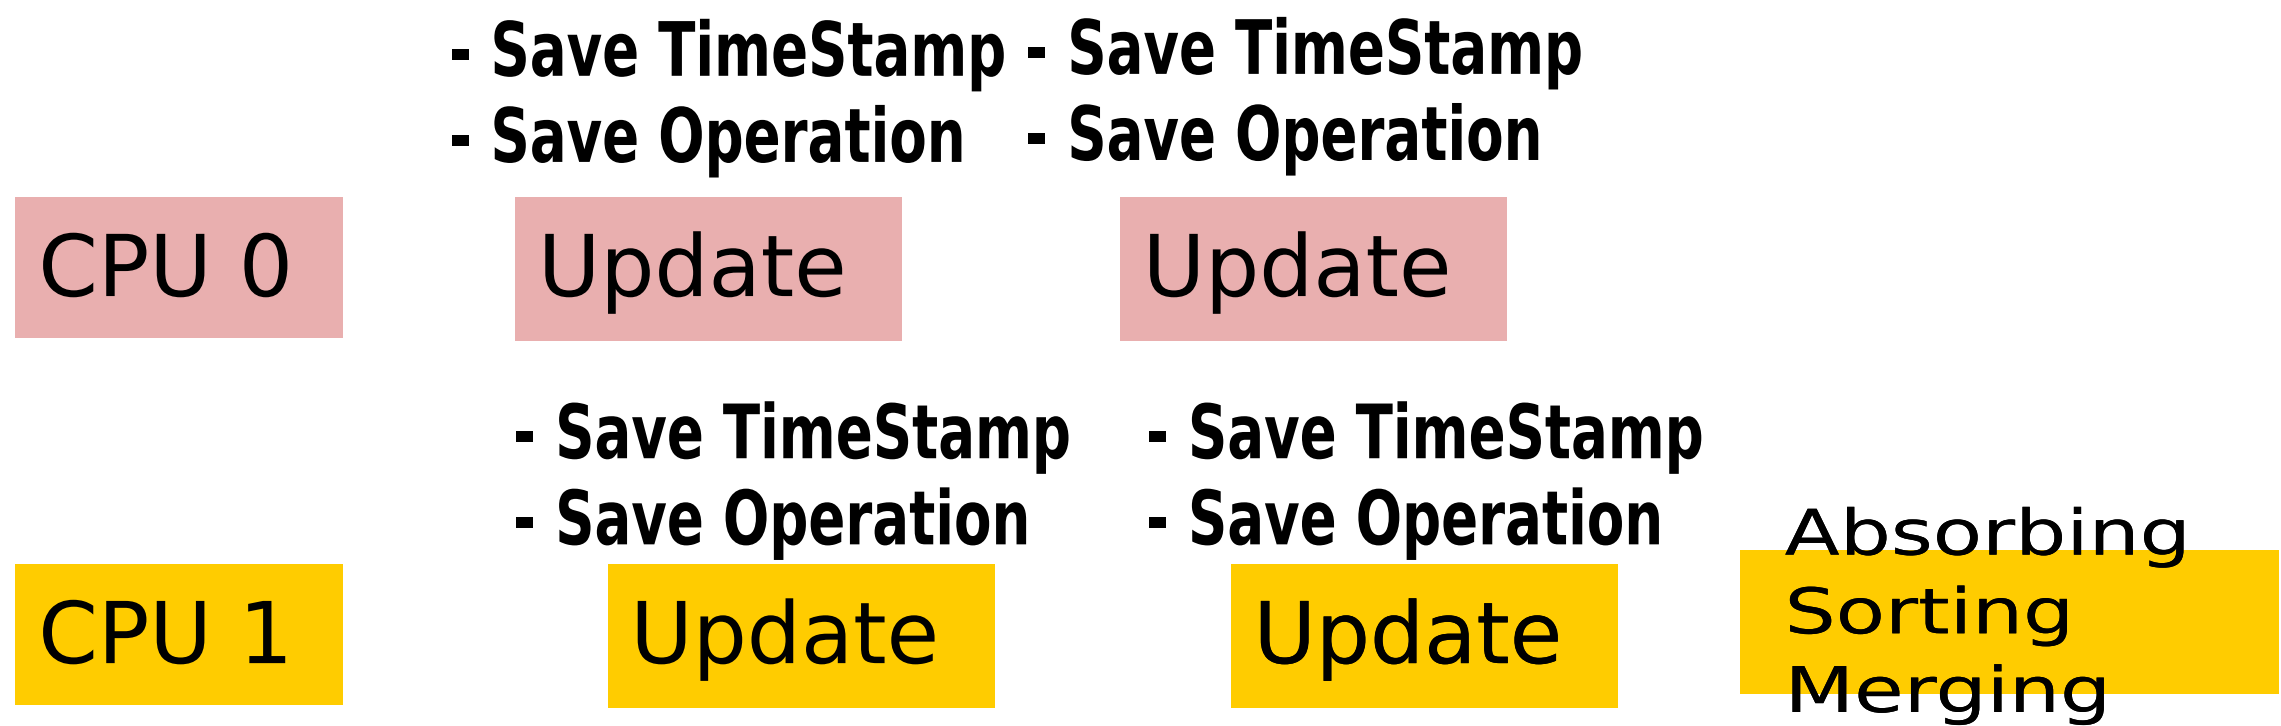 - Save TimeStamp
- Save Operation
- Save TimeStamp
- Save Operation
CPU 0
Update
Update
- Save TimeStamp
- Save Operation
- Save TimeStamp
- Save Operation
CPU 1
Update
Update
Absorbing
Sorting
Merging